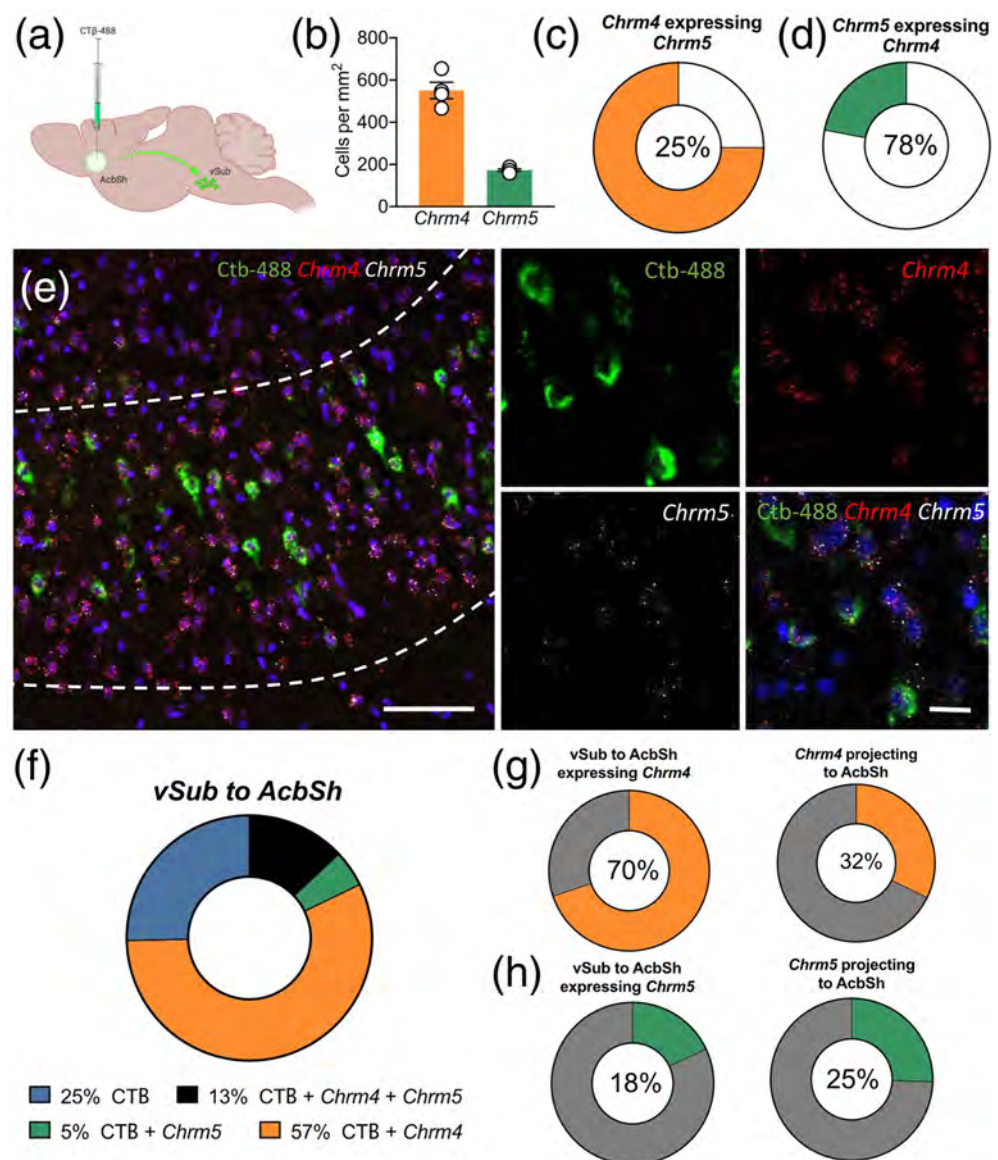 (a)
CTβ-488
AcbSh
vSub
(b)
Cells per mm²
800
600
400
200
0
Chrm4
Chrm5
(c)
Chrm4 expressing
Chrm5
25%
(d)
Chrm5 expressing
Chrm4
78%
(e)
Ctb-488 Chrm4 Chrm5
Ctb-488
Chrm4
Chrm5
Ctb-488 Chrm4 Chrm5
(f)
vSub to AcbSh
25% CTB
13% CTB + Chrm4 + Chrm5
5% CTB + Chrm5
57% CTB + Chrm4
(g)
vSub to AcbSh
expressing Chrm4
70%
Chrm4 projecting
to AcbSh
32%
(h)
vSub to AcbSh
expressing Chrm5
18%
Chrm5 projecting
to AcbSh
25%